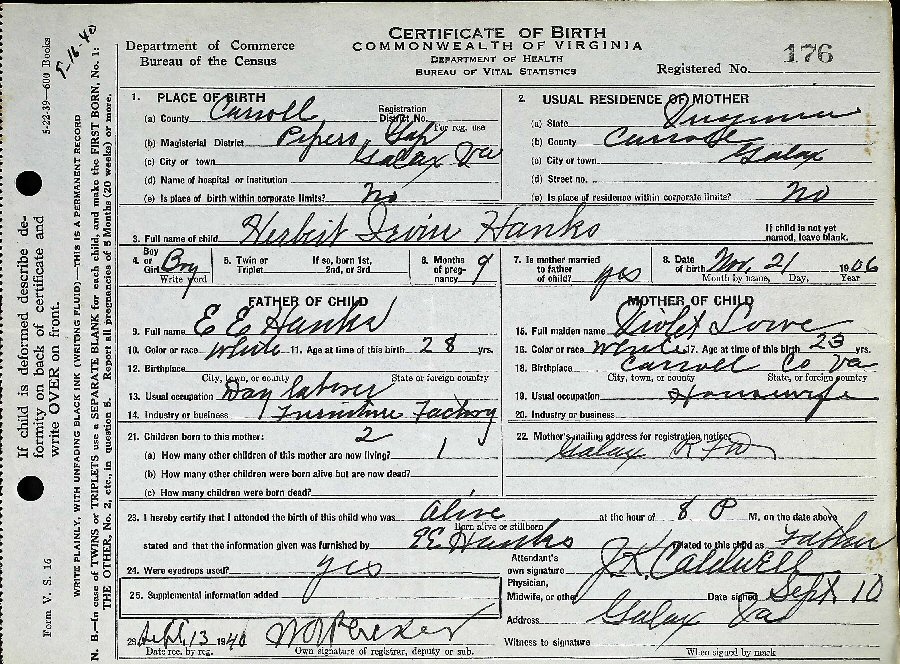 CERTIFICATE OF BIRTH
COMMONWEALTH OF VIRGINIA
DEPARTMENT OF HEALTH
BUREAU OF VITAL STATISTICS
Department of Commerce
Bureau of the Census
Registered No. 176
5-22-39—600 Books
Form V. S. 16
If child is deformed describe de-
formity on back of certificate and
write OVER on front.
WRITE PLAINLY, WITH UNFADING BLACK INK (WRITING FLUID)—THIS IS A PERMANENT RECORD
N. B.—In case of TWINS or TRIPLETS use a SEPARATE BLANK for each child, and make the FIRST BORN, No. 1:
THE OTHER, No. 2, etc., in question 5. Report all pregnancies of 5 Months (20 weeks) or more.
1. PLACE OF BIRTH
(a) County Carroll Registration District No. For reg. use
(b) Magisterial District Pipers Gap
(c) City or town Galax Va
(d) Name of hospital or institution
(e) Is place of birth within corporate limits? No
2. USUAL RESIDENCE OF MOTHER
(a) State Virginia
(b) County Carroll
(c) City or town Galax
(d) Street no.
(e) Is place of residence within corporate limits? No
3. Full name of child Herbert Irvin Hanks If child is not yet named, leave blank.
4. Boy or Girl Boy Write word
5. Twin or Triplet If so, born 1st, 2nd, or 3rd
6. Months of pregnancy 9
7. Is mother married to father of child? yes
8. Date of birth Nov. 21 1906
Month by name, Day, Year
FATHER OF CHILD
9. Full name E E Hanks
10. Color or race White 11. Age at time of this birth 28 yrs.
12. Birthplace
City, town, or county State or foreign country
13. Usual occupation Day laborer
14. Industry or business Furniture Factory
MOTHER OF CHILD
15. Full maiden name Violet Lowe
16. Color or race White 17. Age at time of this birth 23 yrs.
18. Birthplace Carroll Co Va
City, town, or county State, or foreign country
19. Usual occupation Housewife
20. Industry or business
21. Children born to this mother: 2
(a) How many other children of this mother are now living? 1
(b) How many other children were born alive but are now dead?
(c) How many children were born dead?
22. Mother's mailing address for registration notice
Galax RFD
23. I hereby certify that I attended the birth of this child who was Alive at the hour of 8 P M. on the date above
Born alive or stillborn
stated and that the information given was furnished by EE Hanks related to this child as Father
24. Were eyedrops used? yes
25. Supplemental information added
Attendant's own signature J. K. Caldwell
Physician, Midwife, or other Date signed Sept 10
Address Galax Va
Sept. 13 1940
Date rec. by reg. Own signature of registrar, deputy or sub.
Witness to signature
When signed by mark